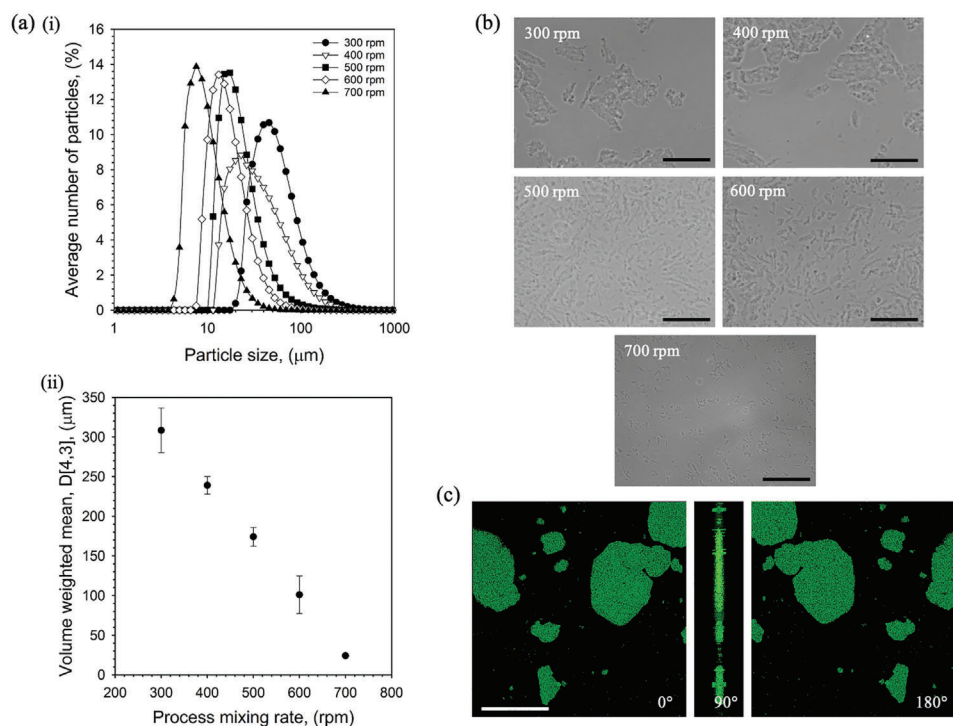 (a) (i)
16
14
12
10
8
6
4
2
0
Average number of particles, (%)
300 rpm
400 rpm
500 rpm
600 rpm
700 rpm
1 10 100 1000
Particle size, (μm)
(ii)
350
300
250
200
150
100
50
0
Volume weighted mean, D[4,3], (μm)
200 300 400 500 600 700 800
Process mixing rate, (rpm)
(b)
300 rpm
400 rpm
500 rpm
600 rpm
700 rpm
(c)
0°
90°
180°